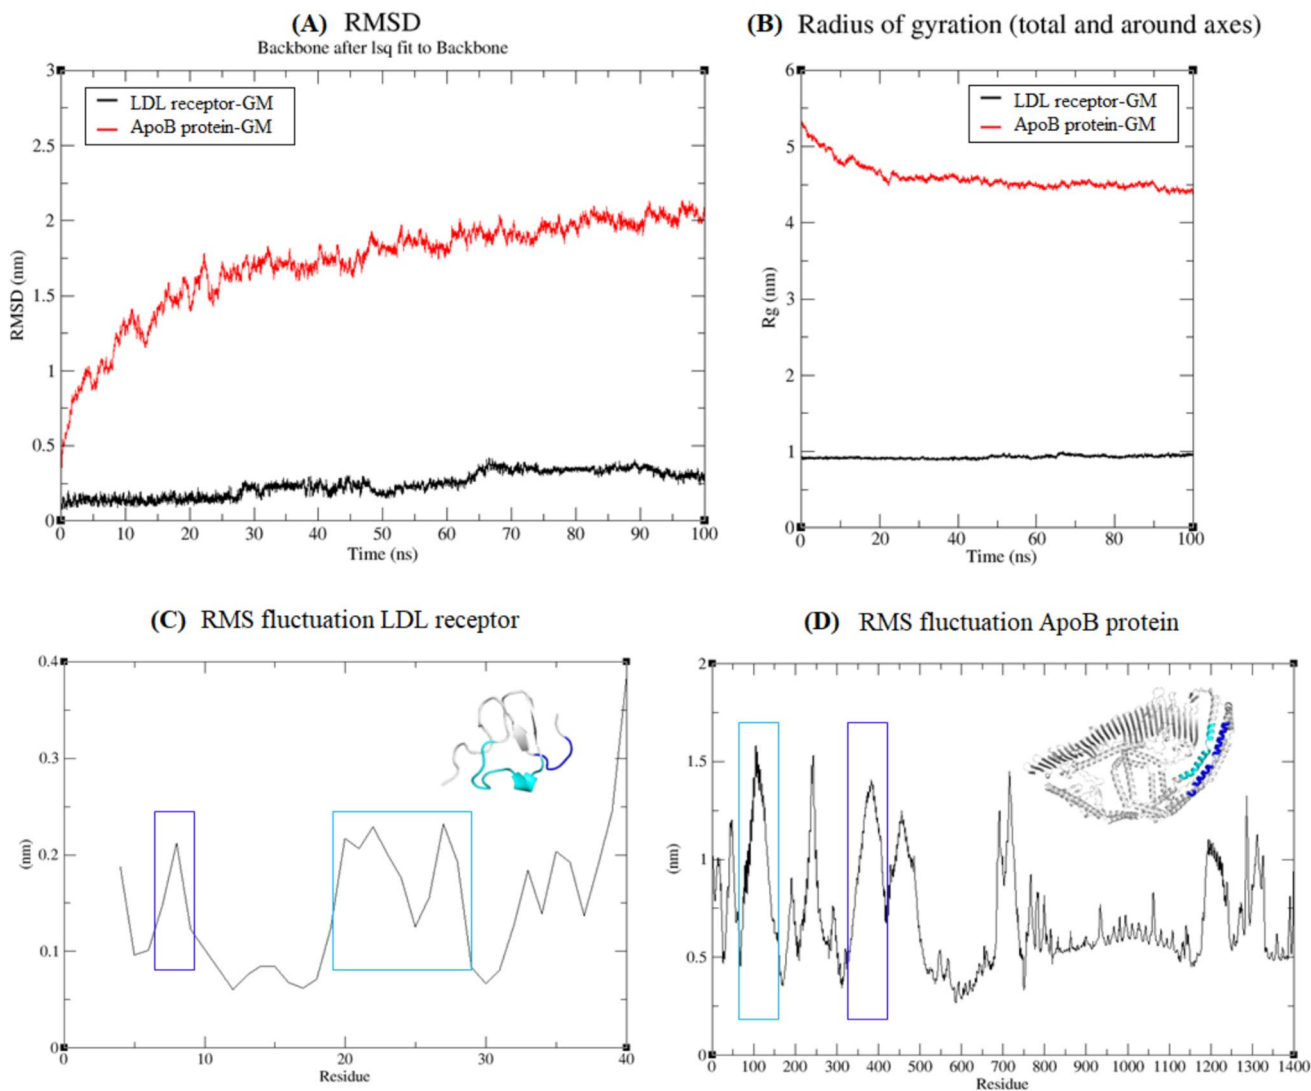 (A) RMSD
Backbone after lsq fit to Backbone
3
2.5
2
1.5
1
0.5
0
RMSD (nm)
LDL receptor-GM
ApoB protein-GM
0 10 20 30 40 50 60 70 80 90 100
Time (ns)
(B) Radius of gyration (total and around axes)
6
5
4
3
2
1
0
Rg (nm)
LDL receptor-GM
ApoB protein-GM
0 20 40 60 80 100
Time (ns)
(C) RMS fluctuation LDL receptor
0.4
0.3
0.2
0.1
0
(nm)
0 10 20 30 40
Residue
(D) RMS fluctuation ApoB protein
2
1.5
1
0.5
0
(nm)
0 100 200 300 400 500 600 700 800 900 1000 1100 1200 1300 1400
Residue